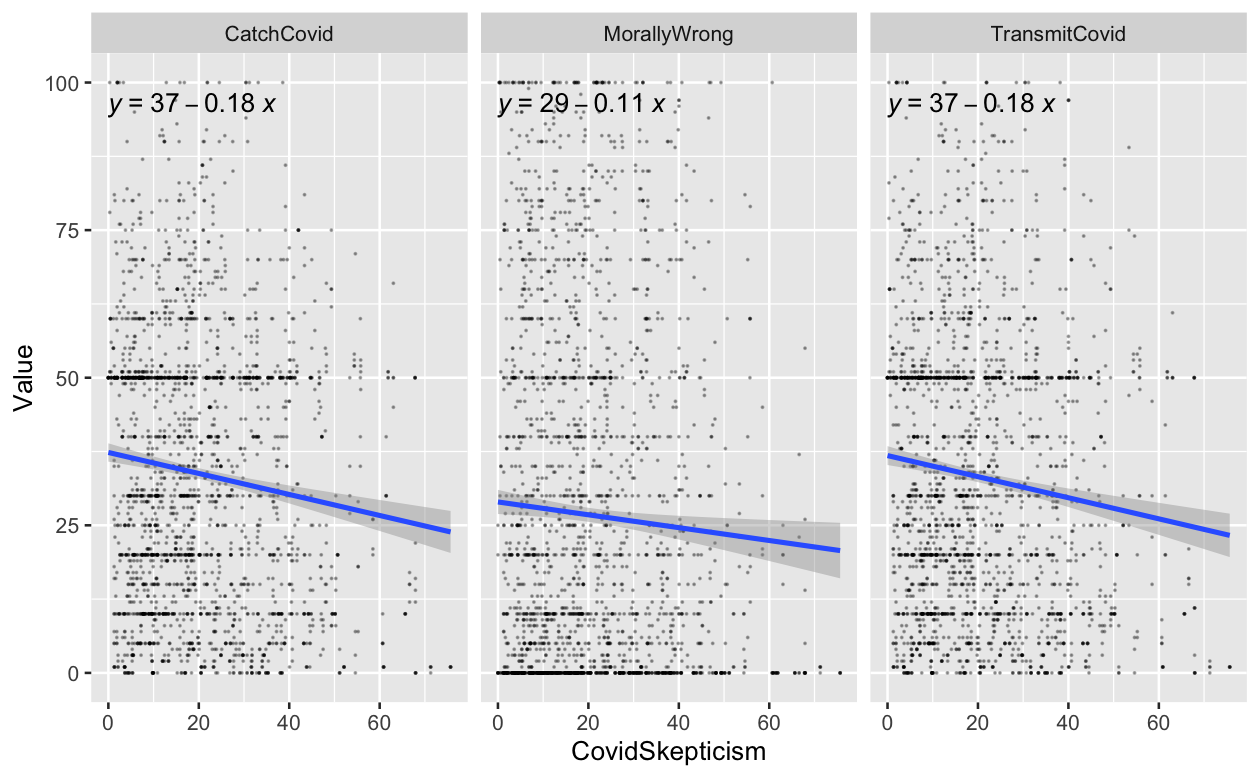 CatchCovid
MorallyWrong
TransmitCovid
y = 37 – 0.18 x
y = 29 – 0.11 x
y = 37 – 0.18 x
Value
100
75
50
25
0
0 20 40 60
0 20 40 60
0 20 40 60
CovidSkepticism